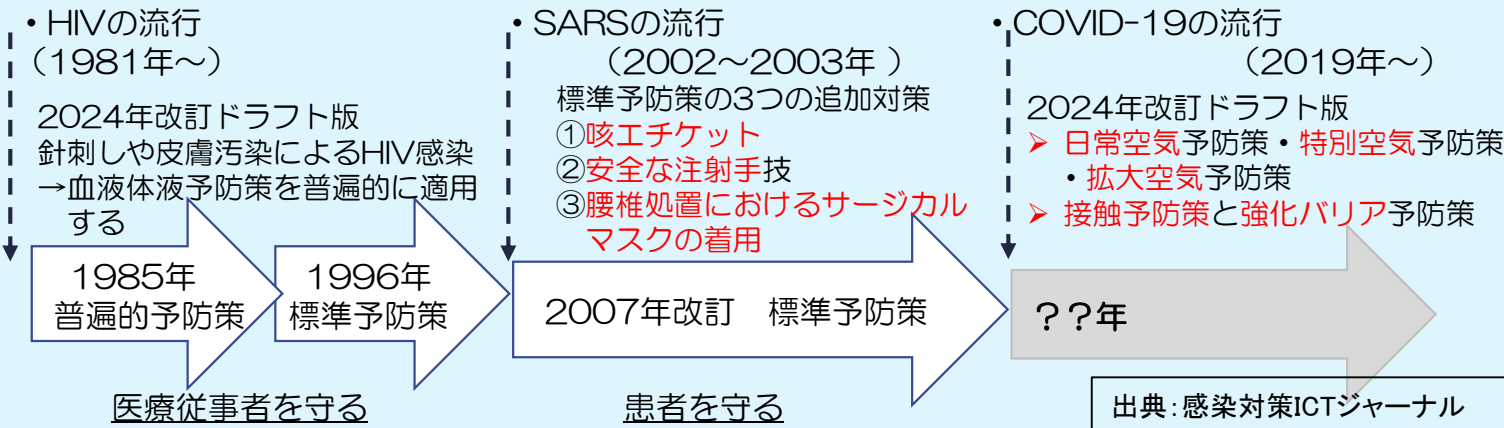 ・HIVの流行
（1981年～）
2024年改訂ドラフト版
針刺しや皮膚汚染によるHIV感染
→血液体液予防策を普遍的に適用
する
1985年
普遍的予防策
1996年
標準予防策
医療従事者を守る
・SARSの流行
（2002～2003年 ）
標準予防策の3つの追加対策
①咳エチケット
②安全な注射手技
③腰椎処置におけるサージカル
マスクの着用
2007年改訂　標準予防策
患者を守る
・COVID-19の流行
（2019年～）
2024年改訂ドラフト版
➢ 日常空気予防策・特別空気予防策
・拡大空気予防策
➢ 接触予防策と強化バリア予防策
？？年
出典：感染対策ICTジャーナル